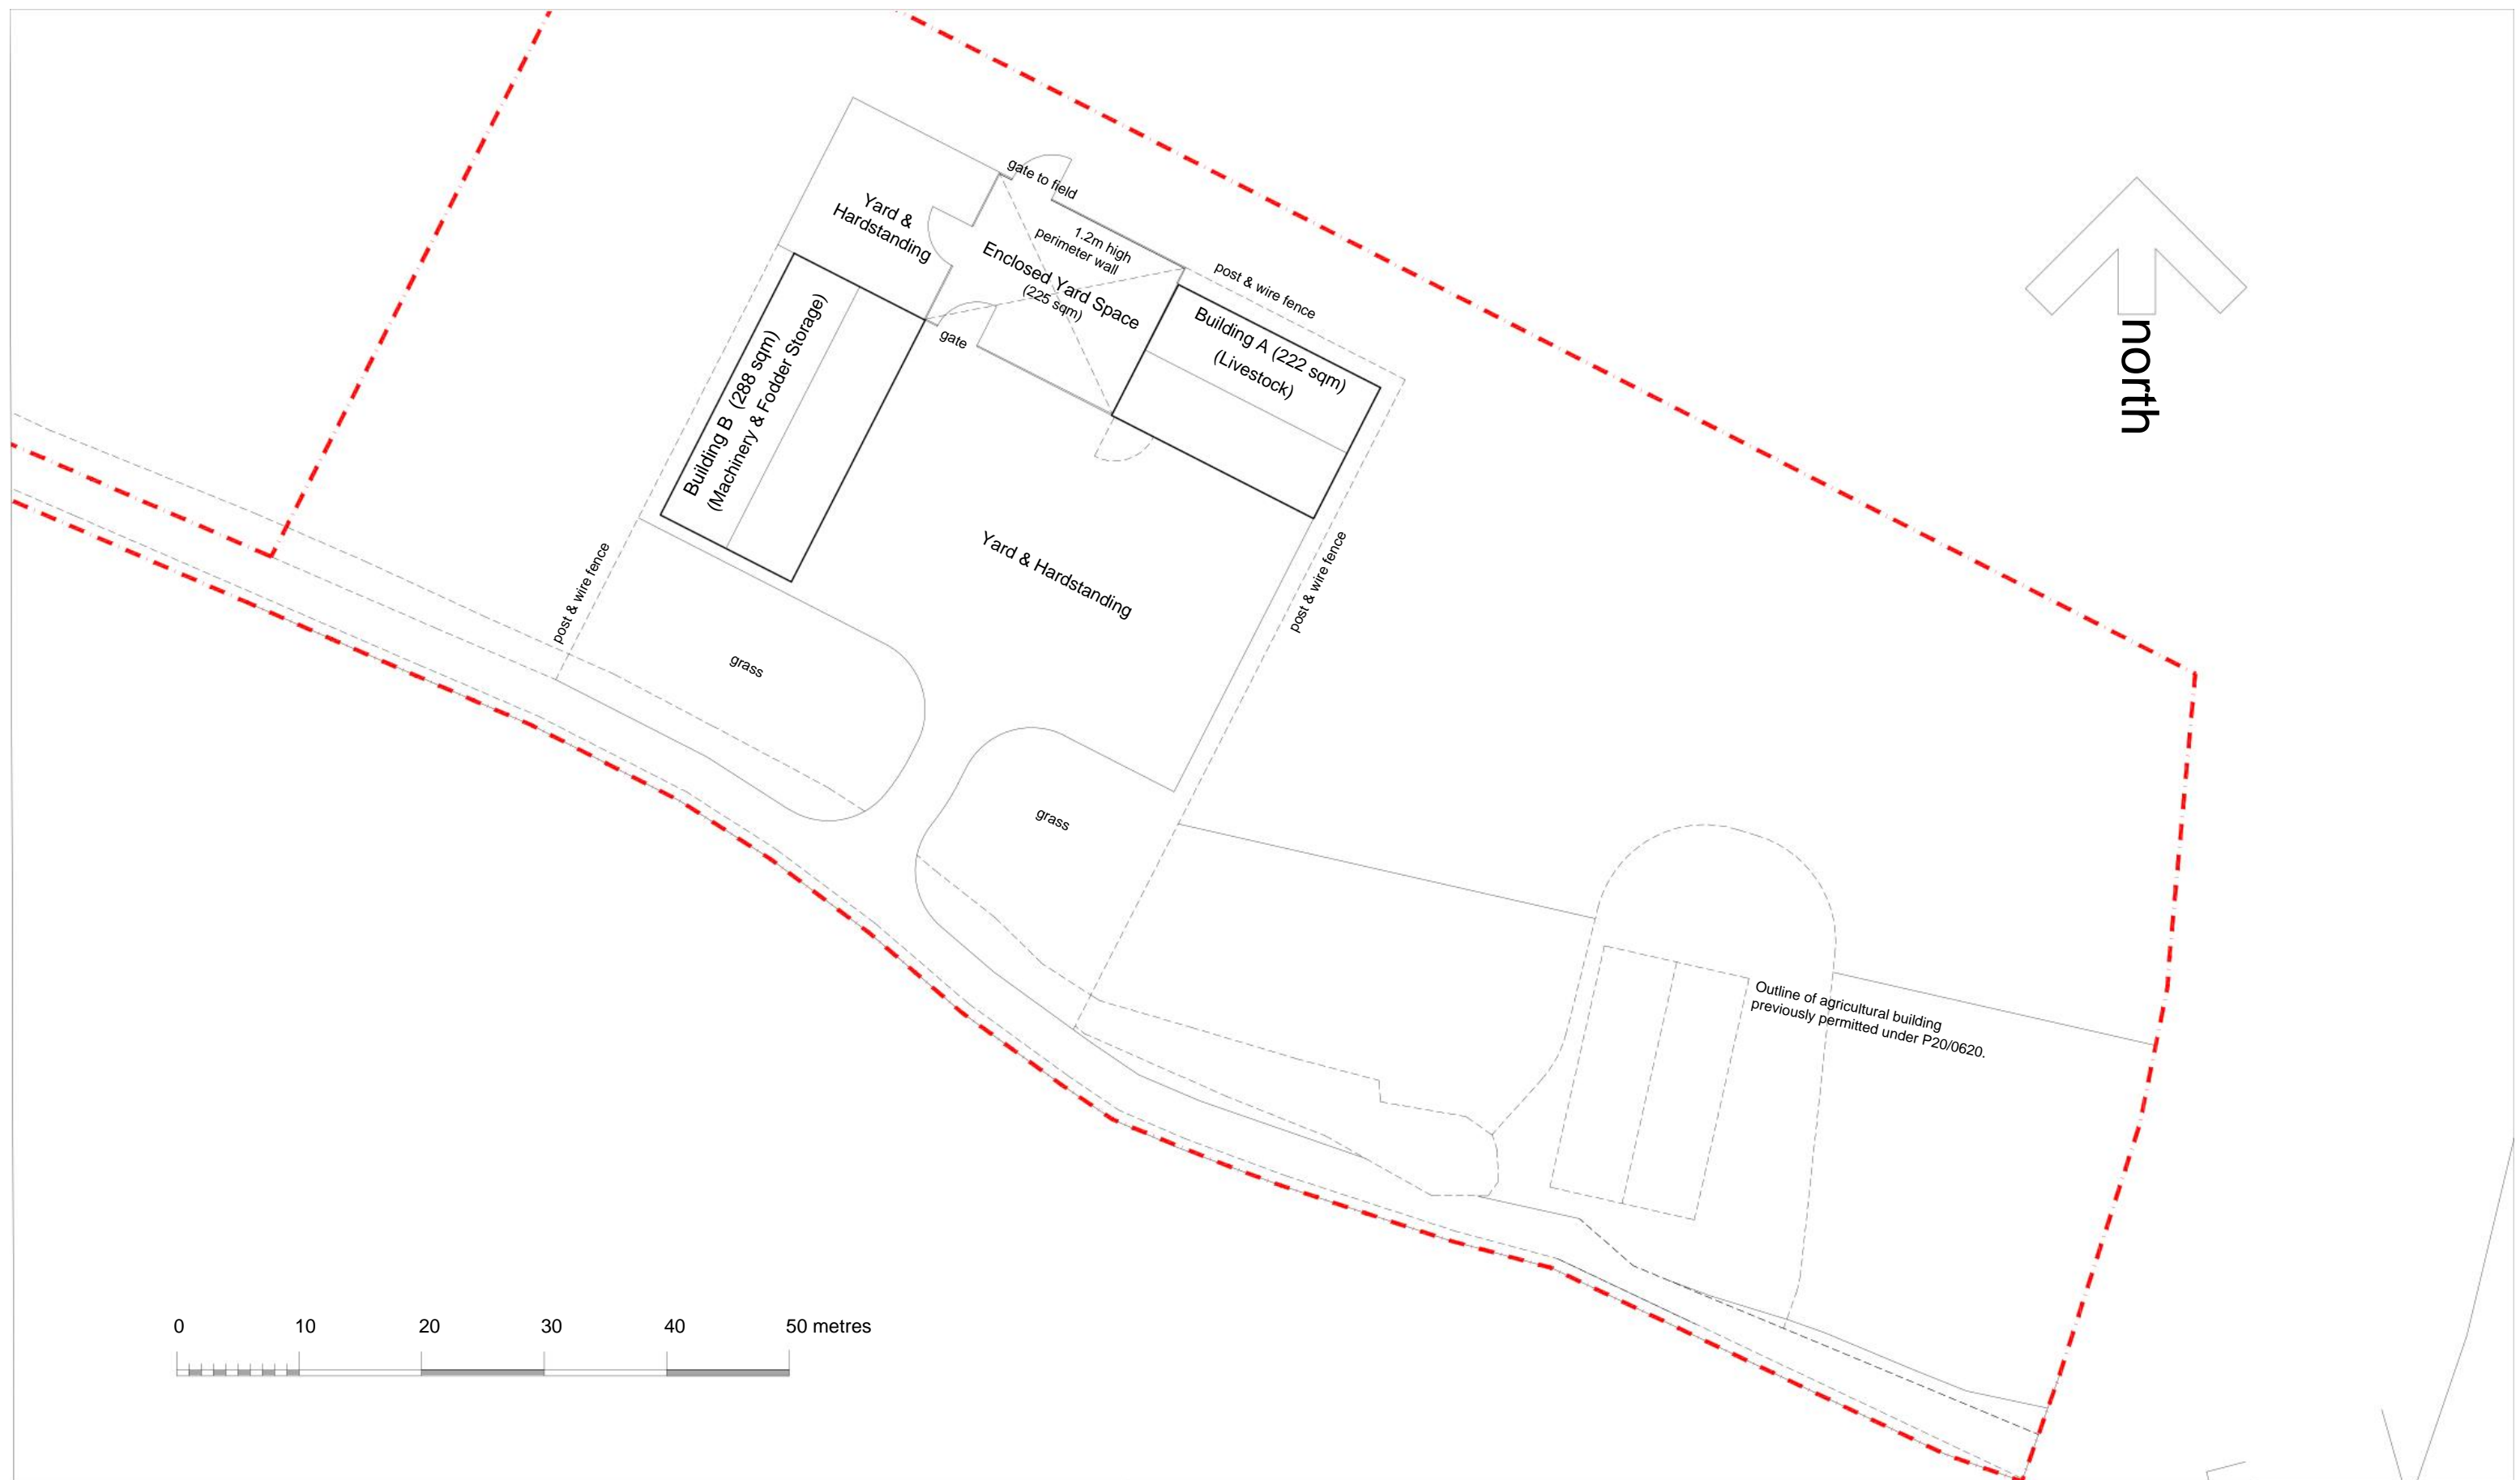 gate to field
Yard &
Hardstanding
1.2m high
perimeter wall
Enclosed Yard Space
(225 sqm)
post & wire fence
gate
Building A (222 sqm)
(Livestock)
Building B (288 sqm)
(Machinery & Fodder Storage)
north
Yard & Hardstanding
post & wire fence
post & wire fence
grass
grass
Outline of agricultural building
previously permitted under P20/0620.
0 10 20 30 40 50 metres